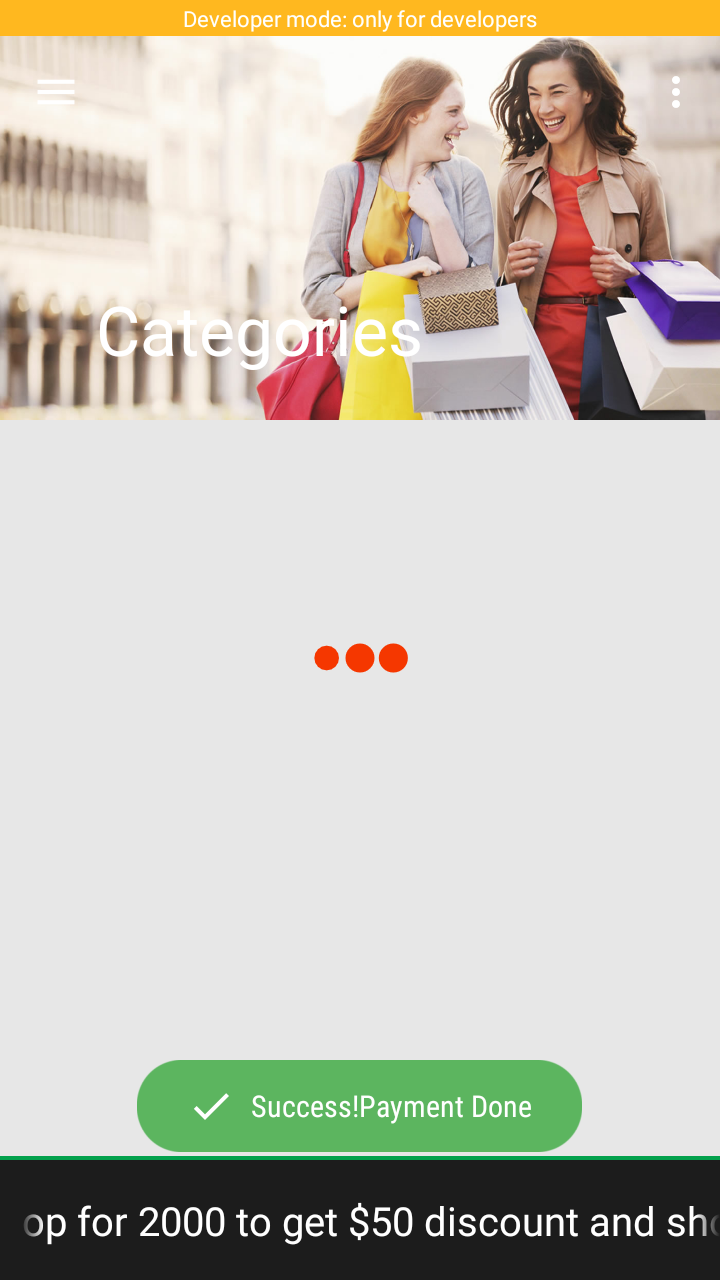 Developer mode: only for developers
Categories
Success!Payment Done
op for 2000 to get $50 discount and sh